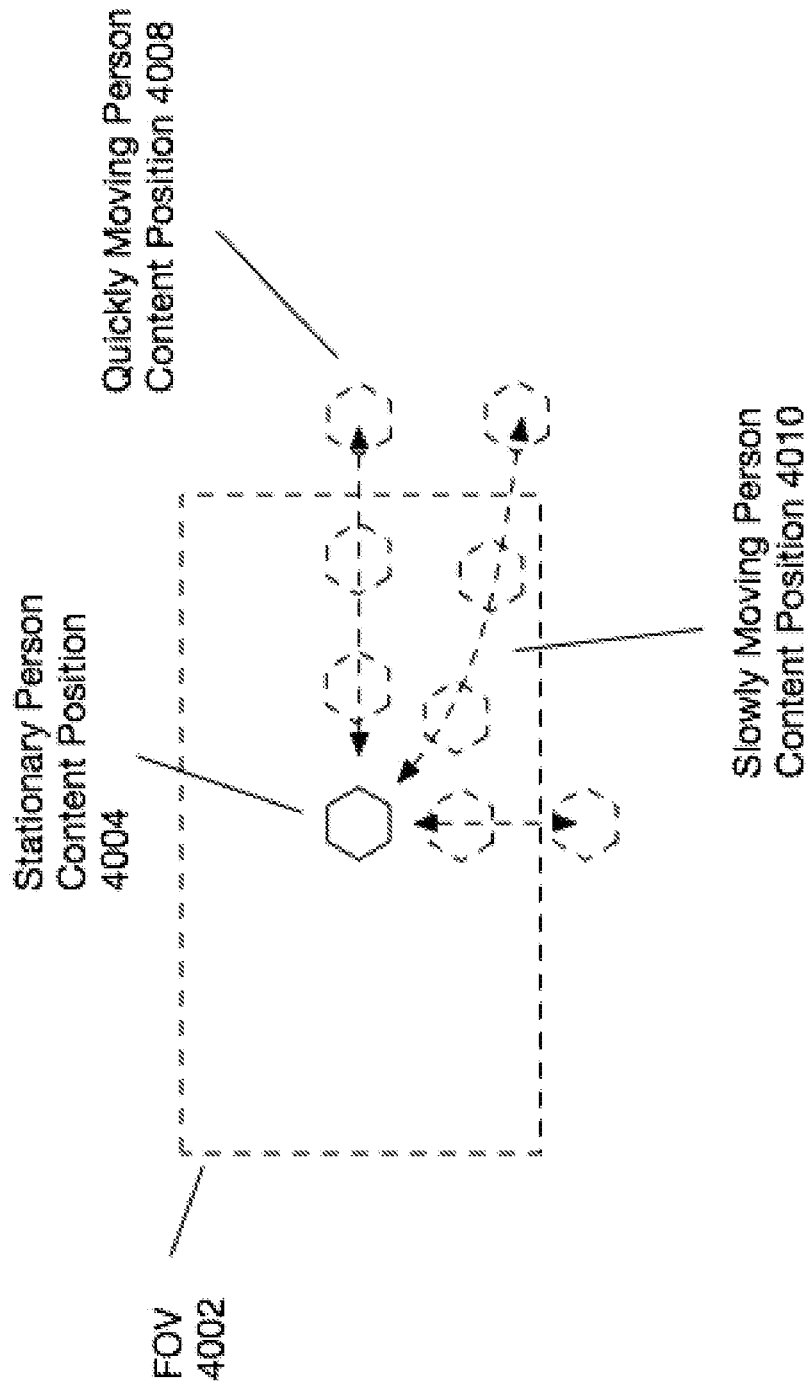 FOV
4002
Stationary Person
Content Position
4004
Quickly Moving Person
Content Position 4008
Slowly Moving Person
Content Position 4010